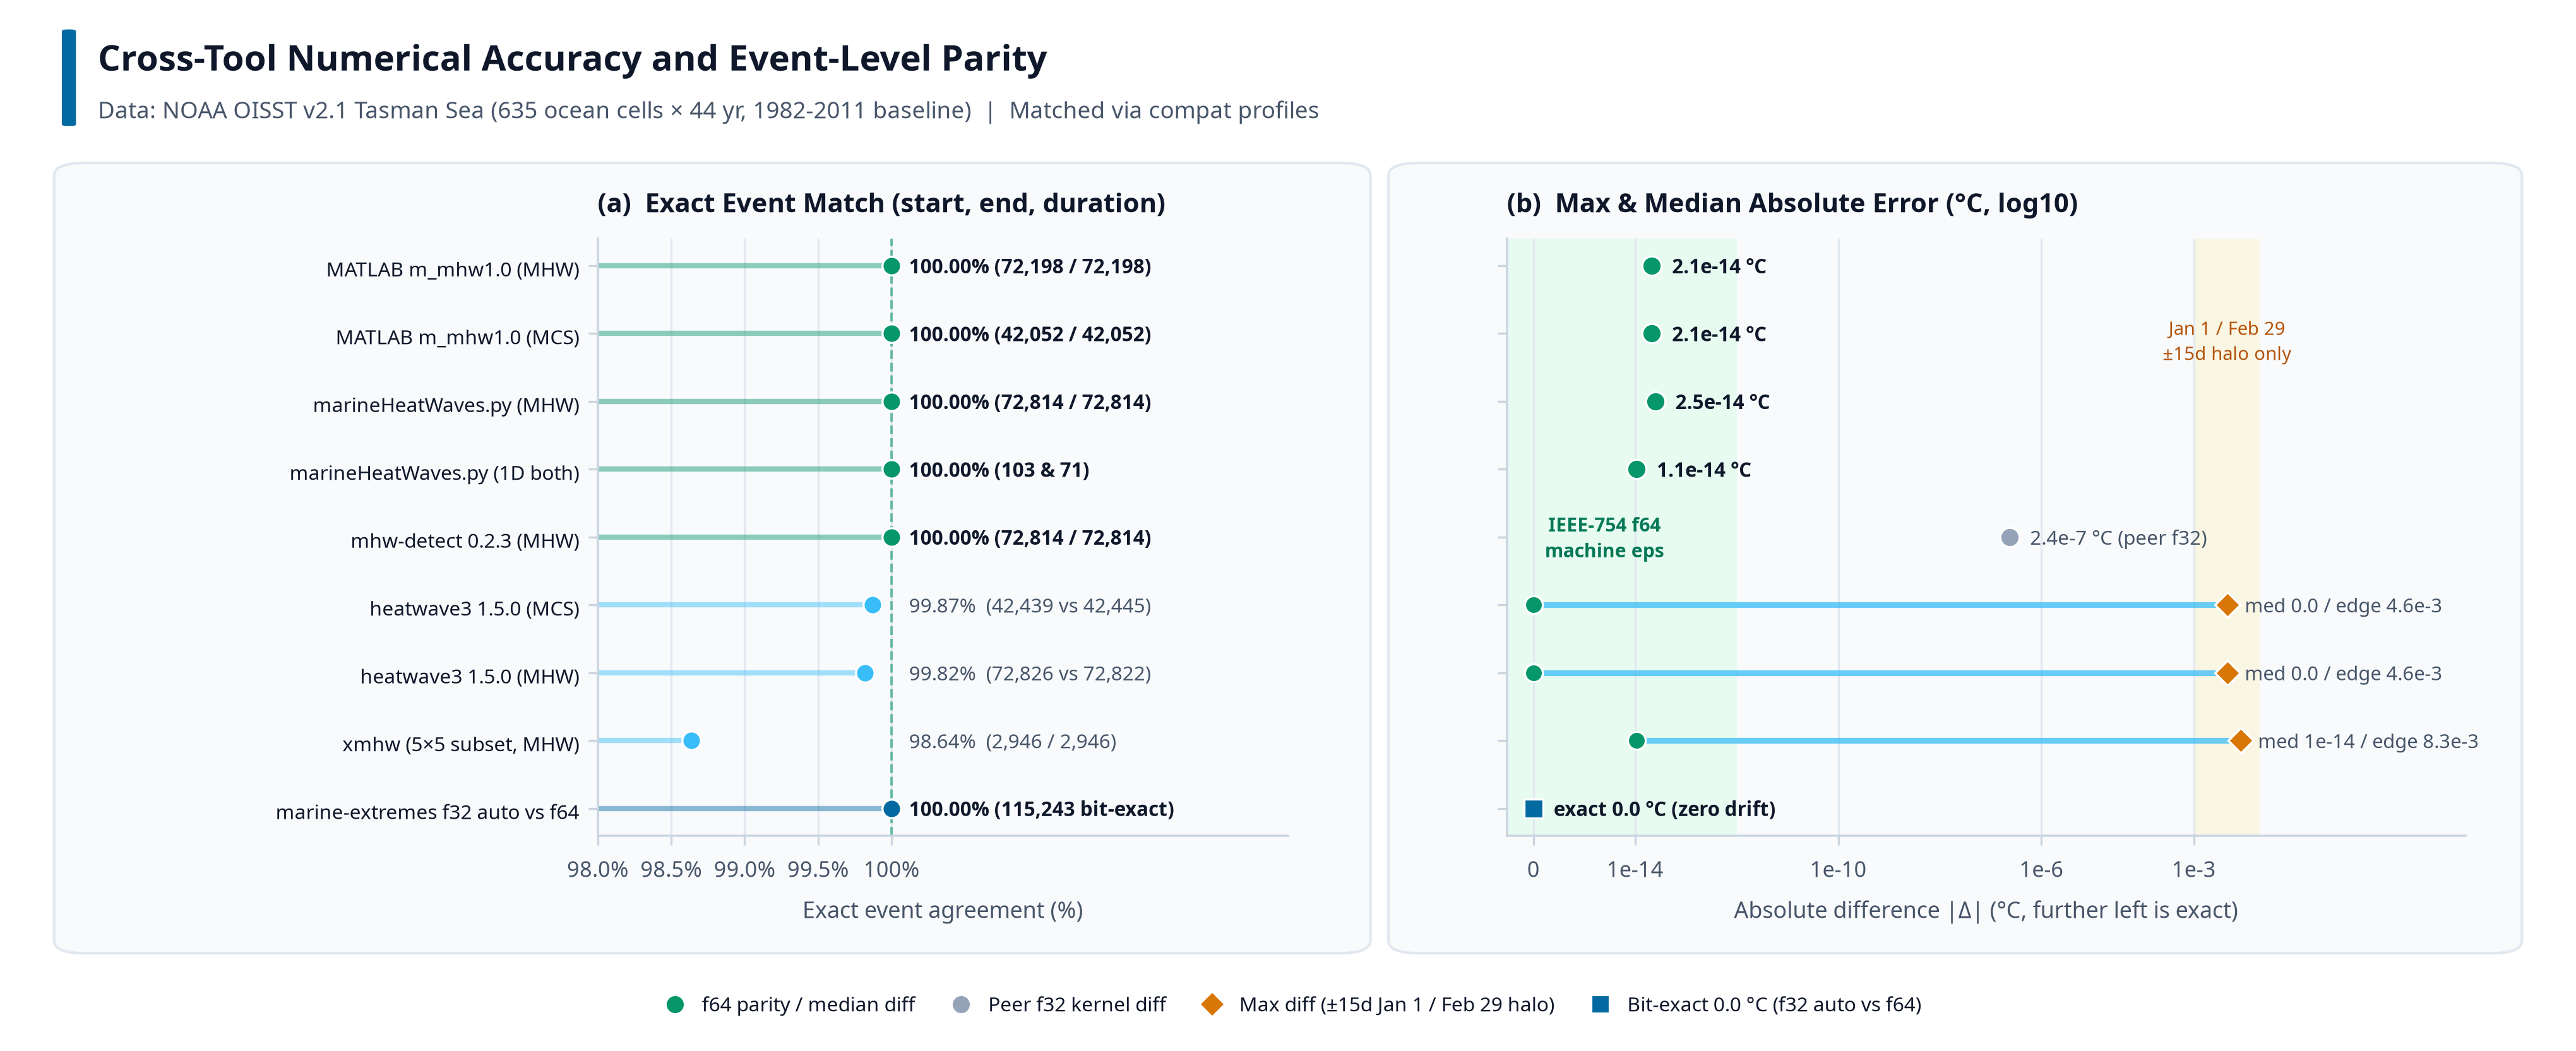 Cross-Tool Numerical Accuracy and Event-Level Parity
Data: NOAA OISST v2.1 Tasman Sea (635 ocean cells × 44 yr, 1982-2011 baseline)  |  Matched via compat profiles
(a)  Exact Event Match (start, end, duration)
MATLAB m_mhw1.0 (MHW)
100.00% (72,198 / 72,198)
MATLAB m_mhw1.0 (MCS)
100.00% (42,052 / 42,052)
marineHeatWaves.py (MHW)
100.00% (72,814 / 72,814)
marineHeatWaves.py (1D both)
100.00% (103 & 71)
mhw-detect 0.2.3 (MHW)
100.00% (72,814 / 72,814)
heatwave3 1.5.0 (MCS)
99.87%  (42,439 vs 42,445)
heatwave3 1.5.0 (MHW)
99.82%  (72,826 vs 72,822)
xmhw (5×5 subset, MHW)
98.64%  (2,946 / 2,946)
marine-extremes f32 auto vs f64
100.00% (115,243 bit-exact)
98.0% 98.5% 99.0% 99.5% 100%
Exact event agreement (%)
(b)  Max & Median Absolute Error (°C, log10)
2.1e-14 °C
2.1e-14 °C
Jan 1 / Feb 29
±15d halo only
2.5e-14 °C
1.1e-14 °C
IEEE-754 f64
machine eps
2.4e-7 °C (peer f32)
med 0.0 / edge 4.6e-3
med 0.0 / edge 4.6e-3
med 1e-14 / edge 8.3e-3
exact 0.0 °C (zero drift)
0 1e-14 1e-10 1e-6 1e-3
Absolute difference |Δ| (°C, further left is exact)
f64 parity / median diff
Peer f32 kernel diff
Max diff (±15d Jan 1 / Feb 29 halo)
Bit-exact 0.0 °C (f32 auto vs f64)